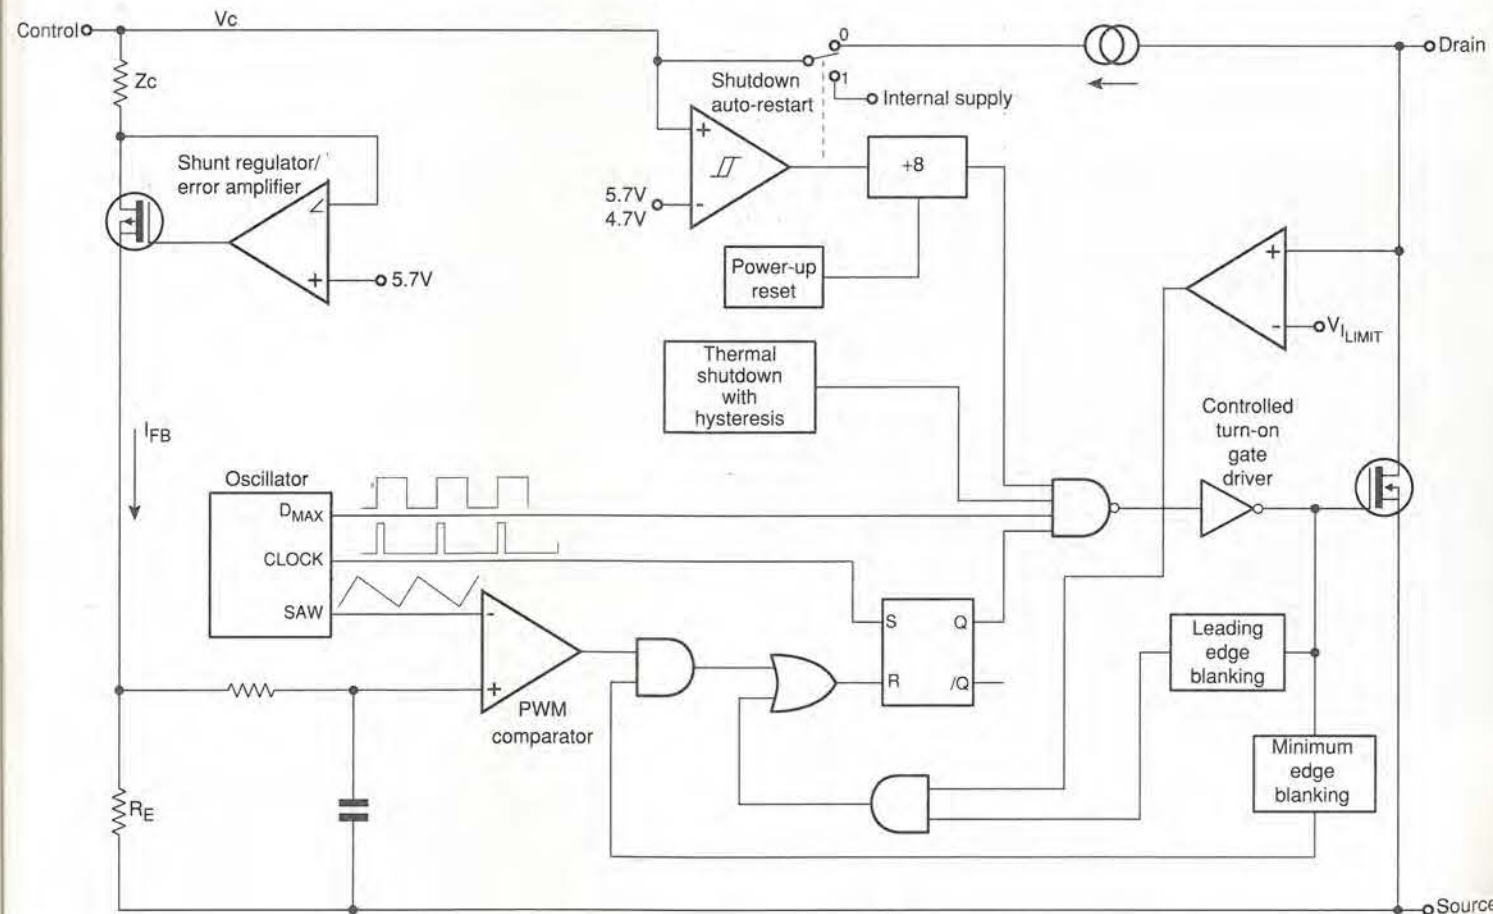 Control
Vc
Zc
Shunt regulator/
error amplifier
+
5.7V
IFB
Shutdown
auto-restart
0
1
Internal supply
Drain
+
-
5.7V
4.7V
+8
Power-up
reset
Thermal
shutdown
with
hysteresis
+
-
VILIMIT
Controlled
turn-on
gate
driver
Oscillator
DMAX
CLOCK
SAW
-
+
PWM
comparator
S
Q
R
/Q
Leading
edge
blanking
Minimum
edge
blanking
RE
Source